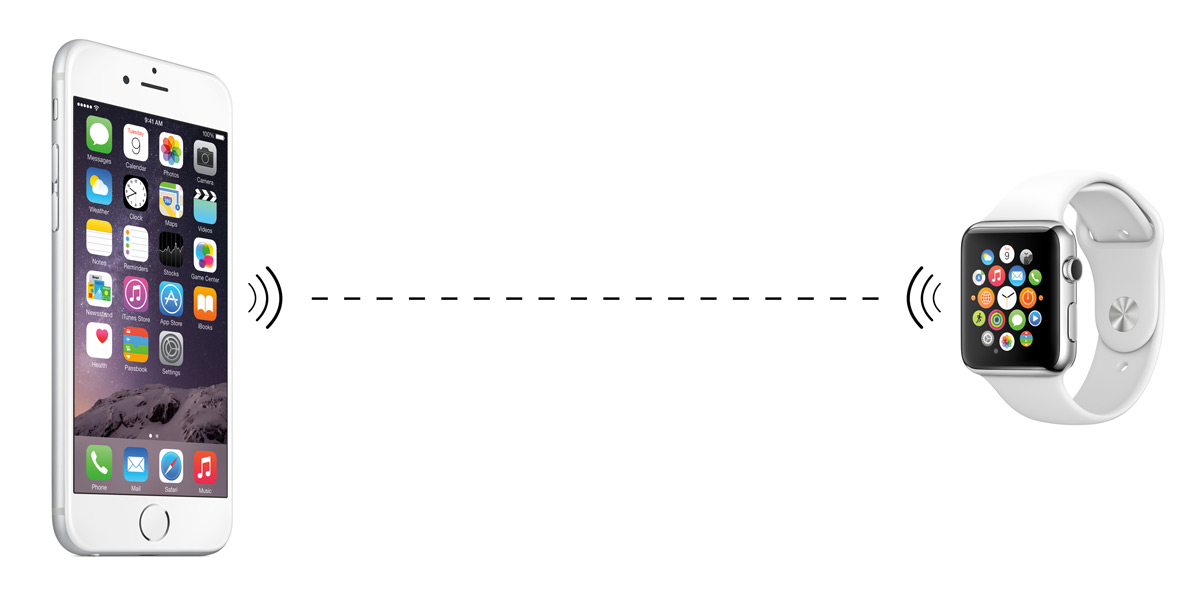 9:41 AM
100%
Tuesday
9
Messages
Calendar
Photos
Camera
Weather
Clock
Maps
Videos
Notes
Reminders
Stocks
Game Center
Newsstand
iTunes Store
App Store
iBooks
Health
Passbook
Settings
Phone
Mail
Safari
Music
9